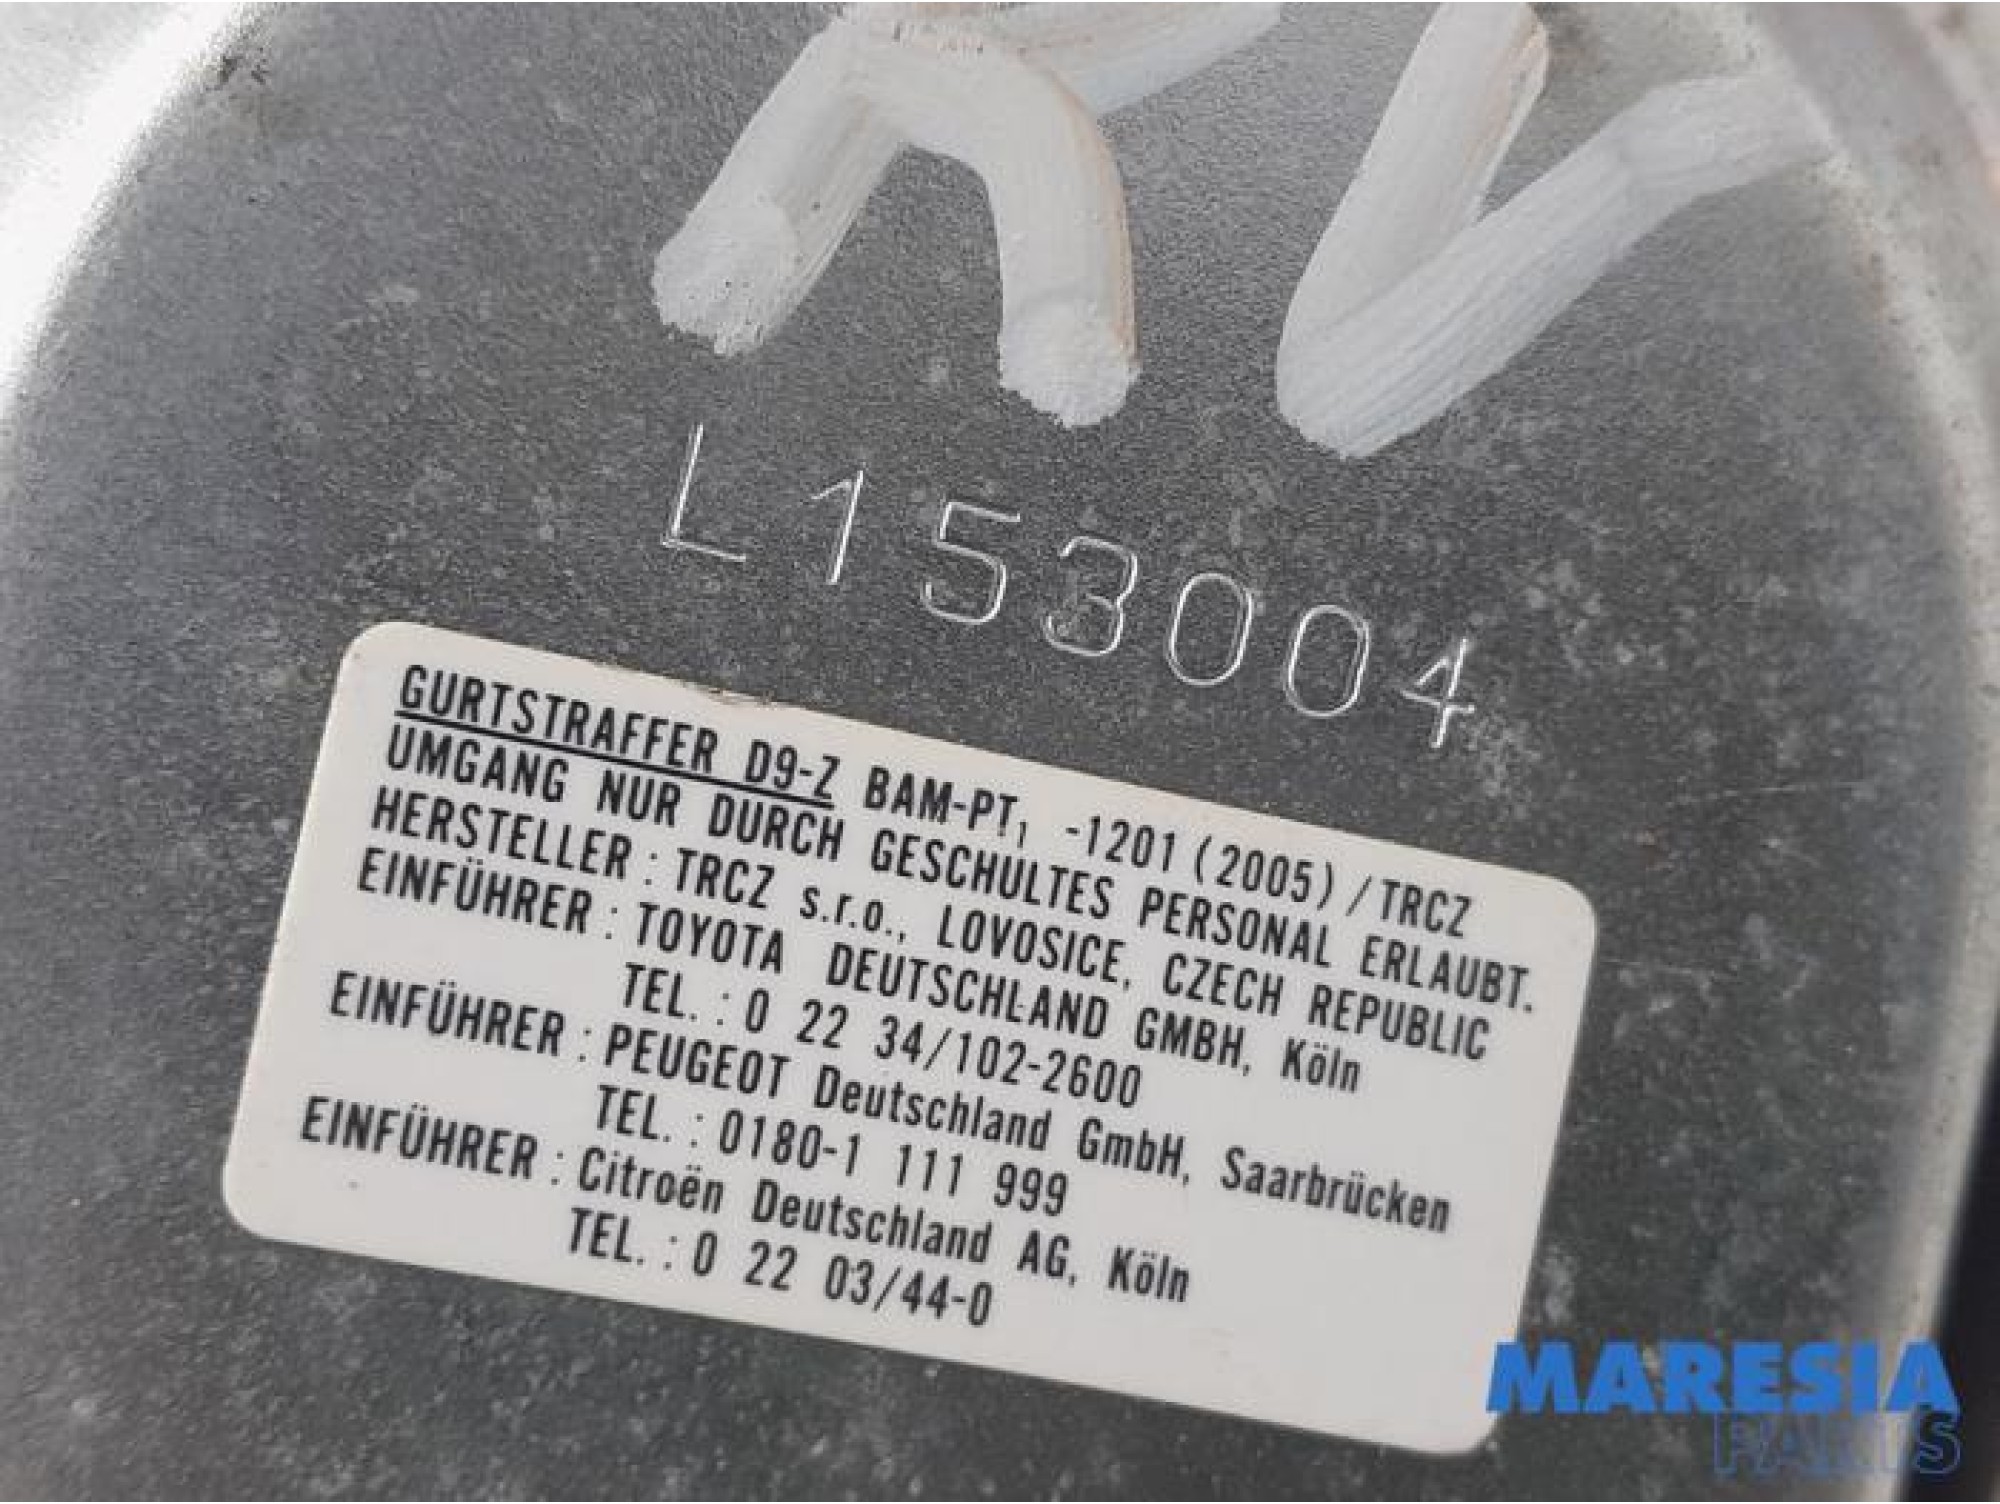 RV
L153004
GURTSTRAFFER D9-Z BAM-PT₁ -1201 (2005) / TRCZ
UMGANG NUR DURCH GESCHULTES PERSONAL ERLAUBT.
HERSTELLER : TRCZ s.r.o., LOVOSICE, CZECH REPUBLIC
EINFÜHRER : TOYOTA DEUTSCHLAND GMBH, Köln
TEL. : 0 22 34/102-2600
EINFÜHRER : PEUGEOT Deutschland GmbH, Saarbrücken
TEL. : 0180-1 111 999
EINFÜHRER : Citroën Deutschland AG, Köln
TEL. : 0 22 03/44-0
MARESIA
PARTS